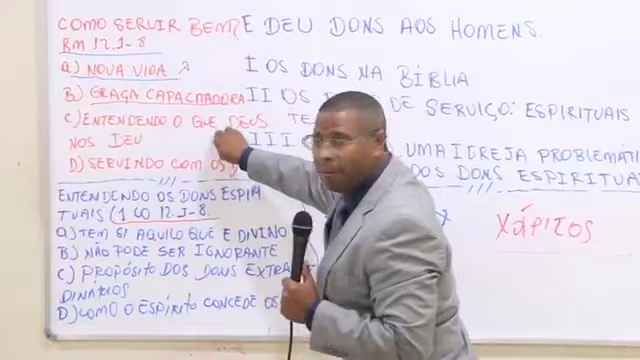 COMO SERVIR BEM?
RM 12.1-8
A) NOVA VIDA
B) GRAÇA CAPACITADORA
C) ENTENDENDO O QUE DEUS
NOS DEU
D) SERVINDO COM OS
ENTENDENDO OS DONS ESPIRI
TUAIS (1 CO 12.1-8
A) TEM SI AQUILO QUE E DIVINO
B) NÃO PODE SER IGNORANTE
C) PROPÓSITO DOS DONS EXTRA
DINÁRIOS
D) COMO O ESPÍRITO CONCEDE OS
E DEU DONS AOS HOMENS.
I OS DONS NA BÍBLIA
II OS DE SERVIÇO: ESPIRITUAIS
III UMA IGREJA PROBLEMÁTI
DOS DONS ESPIRITUA
XÁPITOS